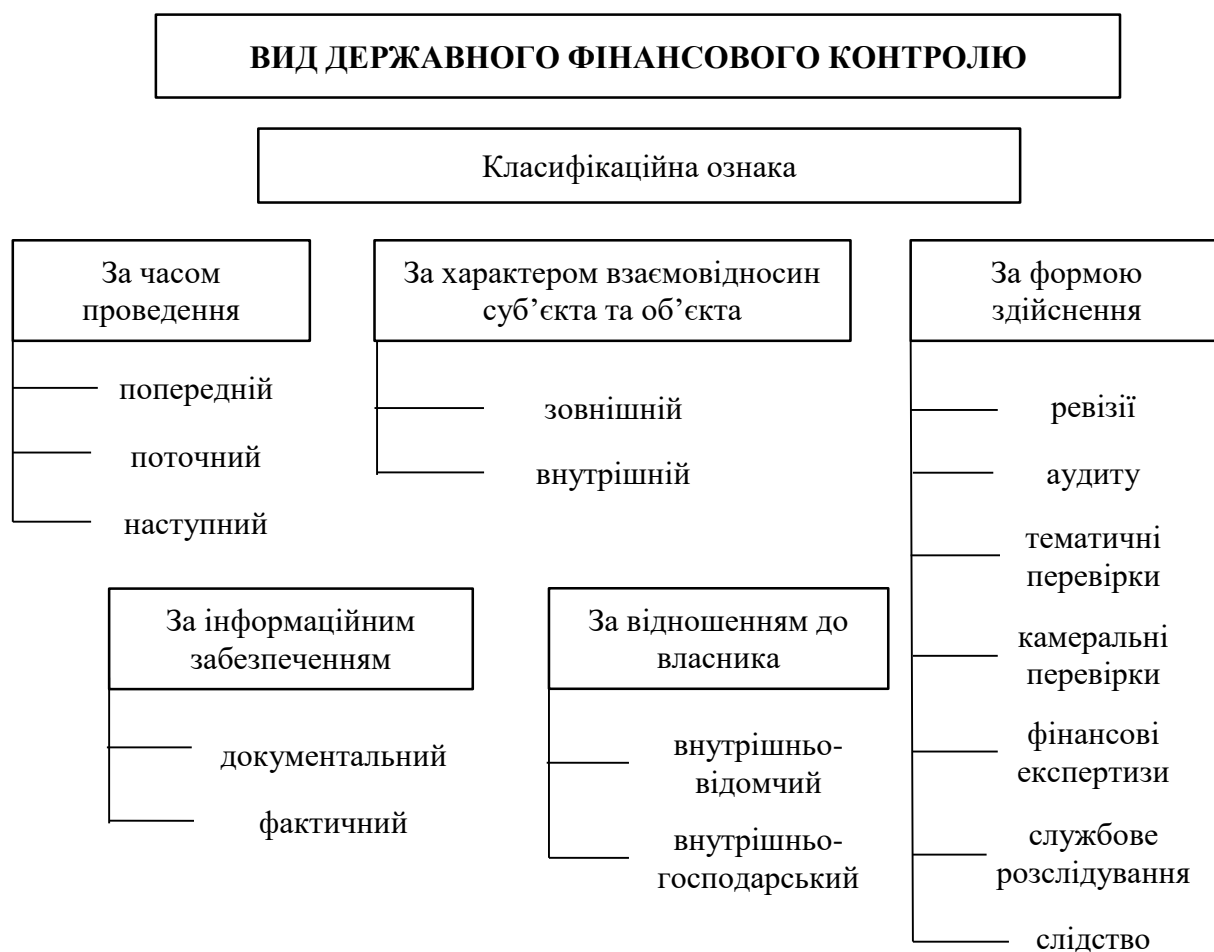 ВИД ДЕРЖАВНОГО ФІНАНСОВОГО КОНТРОЛЮ
Класифікаційна ознака
За часом
проведення
попередній
поточний
наступний
За характером взаємовідносин
суб’єкта та об’єкта
зовнішній
внутрішній
За формою
здійснення
ревізії
аудиту
тематичні
перевірки
камеральні
перевірки
фінансові
експертизи
службове
розслідування
слідство
За інформаційним
забезпеченням
документальний
фактичний
За відношенням до
власника
внутрішньо-
відомчий
внутрішньо-
господарський